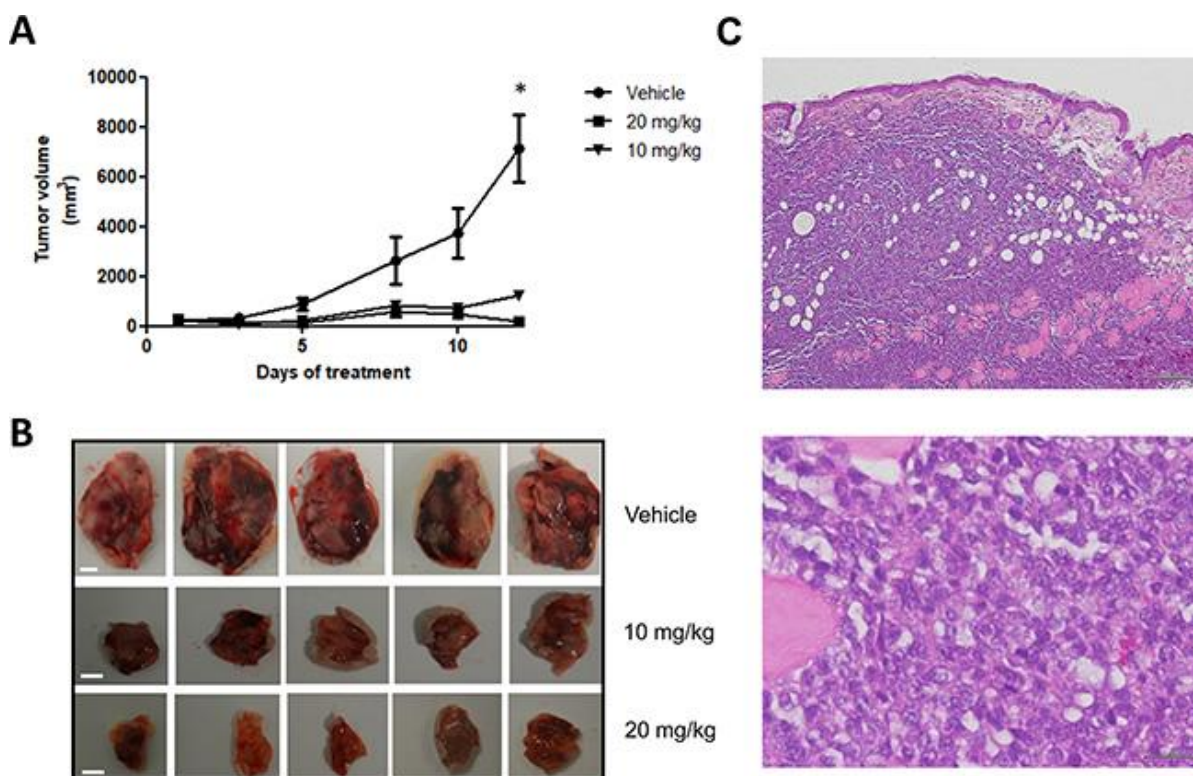 A
10000
8000
6000
4000
2000
0
Tumor volume
(mm³)
0
5
10
Days of treatment
*
Vehicle
20 mg/kg
10 mg/kg
B
Vehicle
10 mg/kg
20 mg/kg
C